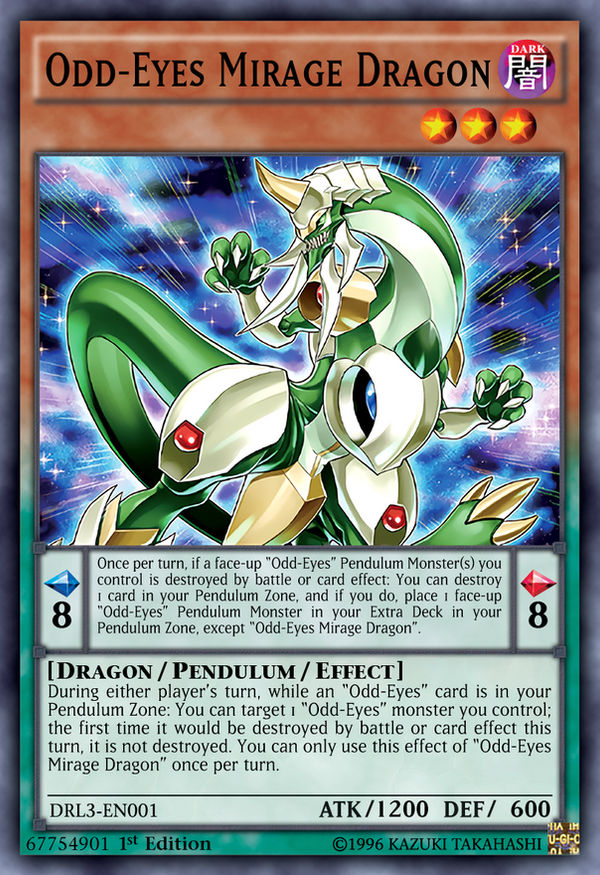 Odd-Eyes Mirage Dragon
DARK
闇
Once per turn, if a face-up "Odd-Eyes" Pendulum Monster(s) you
control is destroyed by battle or card effect: You can destroy
1 card in your Pendulum Zone, and if you do, place 1 face-up
"Odd-Eyes" Pendulum Monster in your Extra Deck in your
Pendulum Zone, except "Odd-Eyes Mirage Dragon".
8
8
[Dragon / Pendulum / Effect]
During either player's turn, while an "Odd-Eyes" card is in your
Pendulum Zone: You can target 1 "Odd-Eyes" monster you control;
the first time it would be destroyed by battle or card effect this
turn, it is not destroyed. You can only use this effect of "Odd-Eyes
Mirage Dragon" once per turn.
DRL3-EN001
ATK/1200 DEF/ 600
67754901 1st Edition
©1996 KAZUKI TAKAHASHI